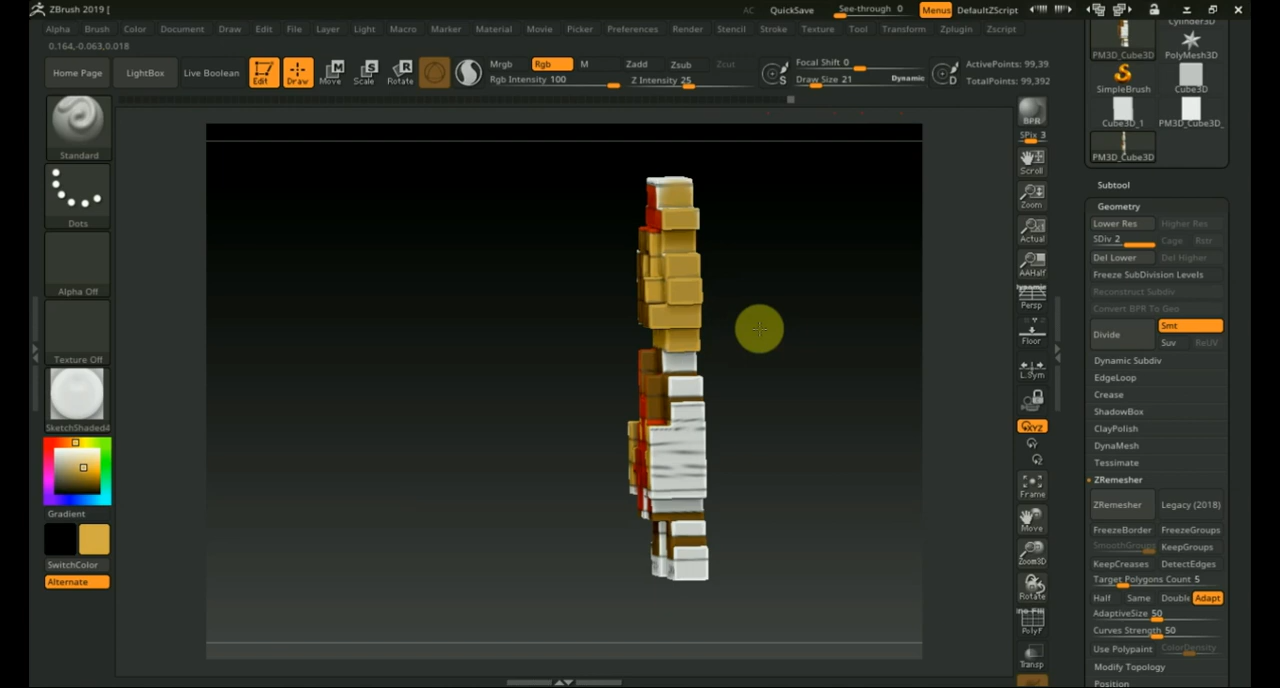 ZBrush 2019 [
AC QuickSave See-through 0 Menus DefaultZScript
Alpha Brush Color Document Draw Edit File Layer Light Macro Marker Material Movie Picker Preferences Render Stencil Stroke Texture Tool Transform Zplugin Zscript
0.164,-0.063,0.018
Home Page LightBox Live Boolean Edit Draw Move Scale Rotate
Mrgb Rgb M Zadd Zsub Zcut
Rgb Intensity 100 Z Intensity 25
Focal Shift 0
Draw Size 21 Dynamic
ActivePoints: 99,39
TotalPoints: 99,392
Standard
Dots
Alpha Off
Texture Off
SketchShaded4
Gradient
SwitchColor
Alternate
BPR
SPix 3
Scroll
Zoom
Actual
AAHalf
Dynamic
Persp
Floor
L.Sym
XYZ
Frame
Move
Zoom3D
Rotate
Line Fill
PolyF
Transp
Cylinder3D
PM3D_Cube3D PolyMesh3D
SimpleBrush Cube3D
Cube3D_1 PM3D_Cube3D_
PM3D_Cube3D
Subtool
Geometry
Lower Res Higher Res
SDiv 2 Cage Rstr
Del Lower Del Higher
Freeze SubDivision Levels
Reconstruct Subdiv
Convert BPR To Geo
Divide Smt
Suv ReUV
Dynamic Subdiv
EdgeLoop
Crease
ShadowBox
ClayPolish
DynaMesh
Tessimate
ZRemesher
ZRemesher Legacy (2018)
FreezeBorder FreezeGroups
SmoothGroups KeepGroups
KeepCreases DetectEdges
Target Polygons Count 5
Half Same Double Adapt
AdaptiveSize 50
Curves Strength 50
Use Polypaint ColorDensity
Modify Topology
Position